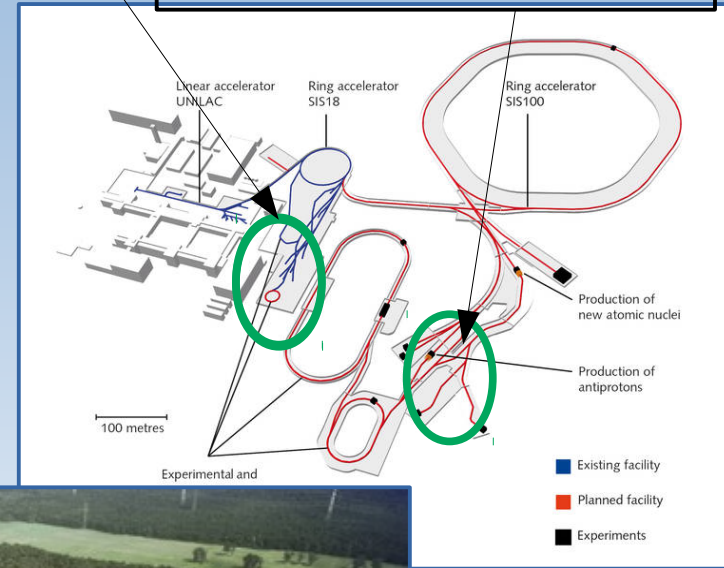 Linear accelerator
UNILAC
Ring accelerator
SIS18
Ring accelerator
SIS100
Production of
new atomic nuclei
Production of
antiprotons
100 metres
Experimental and
Existing facility
Planned facility
Experiments